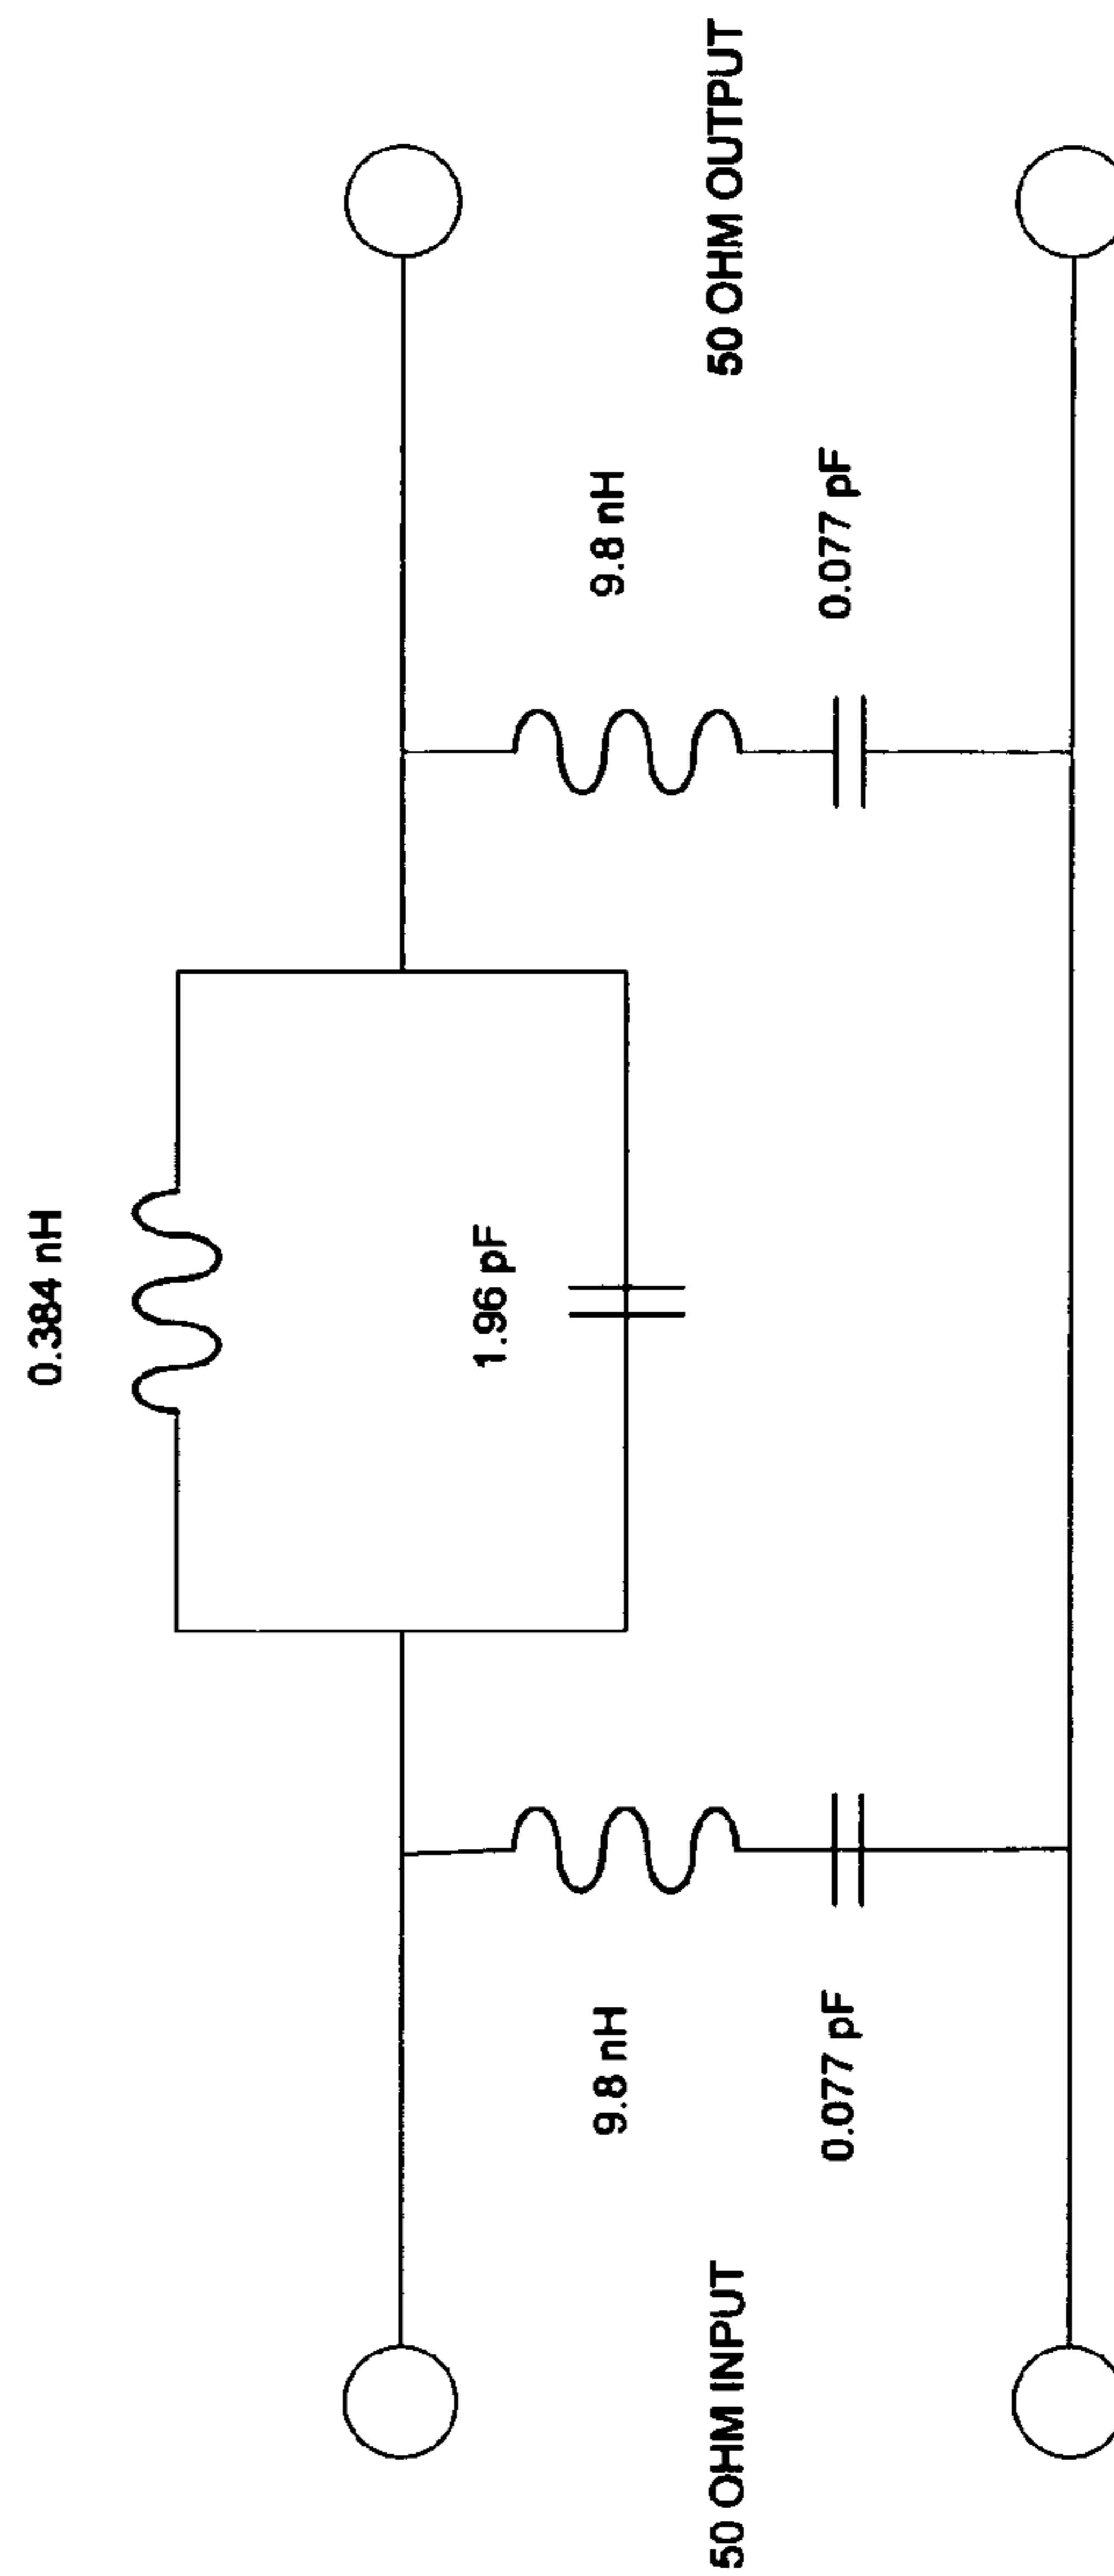 0.384 nH
1.96 pF
9.8 nH
0.077 pF
50 OHM INPUT
9.8 nH
0.077 pF
50 OHM OUTPUT